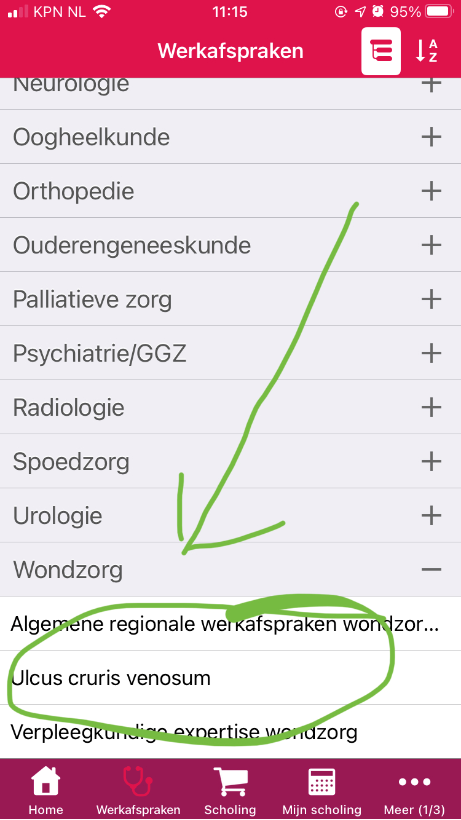 KPN NL 11:15 95%
Werkafspraken A Z
Neurologie
Oogheelkunde
Orthopedie
Ouderengeneeskunde
Palliatieve zorg
Psychiatrie/GGZ
Radiologie
Spoedzorg
Urologie
Wondzorg
Algemene regionale werkafspraken wondzor...
Ulcus cruris venosum
Verpleegkundige expertise wondzorg
Home Werkafspraken Scholing Mijn scholing Meer (1/3)